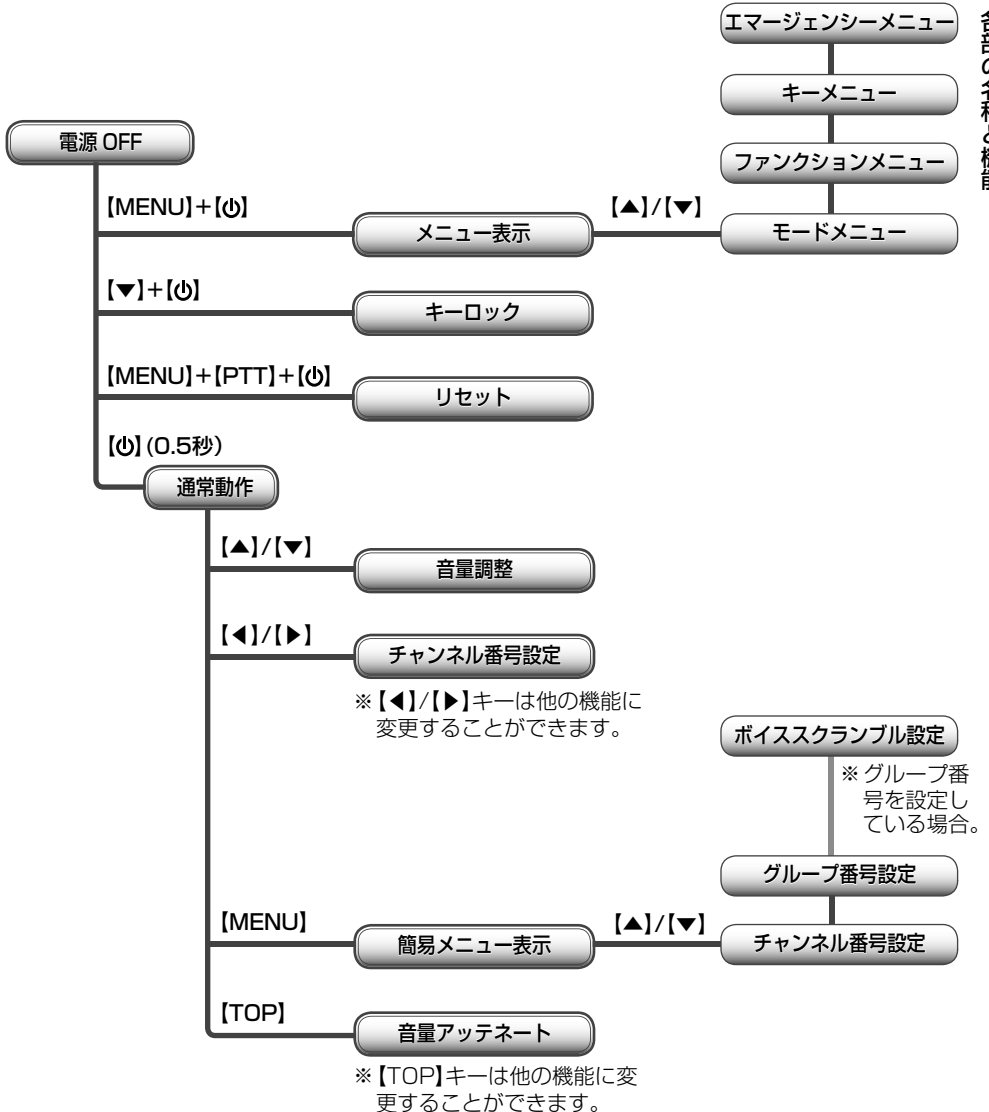 各部の名称と機能
エマージェンシーメニュー
キーメニュー
ファンクションメニュー
モードメニュー
電源 OFF
【MENU】+【⏻】
メニュー表示
【▲】/【▼】
【▼】+【⏻】
キーロック
【MENU】+【PTT】+【⏻】
リセット
【⏻】(0.5秒)
通常動作
【▲】/【▼】
音量調整
【◀】/【▶】
チャンネル番号設定
※【◀】/【▶】キーは他の機能に
変更することができます。
ボイススクランブル設定
※ グループ番
号を設定し
ている場合。
グループ番号設定
【MENU】
簡易メニュー表示
【▲】/【▼】
チャンネル番号設定
【TOP】
音量アッテネート
※【TOP】キーは他の機能に変
更することができます。